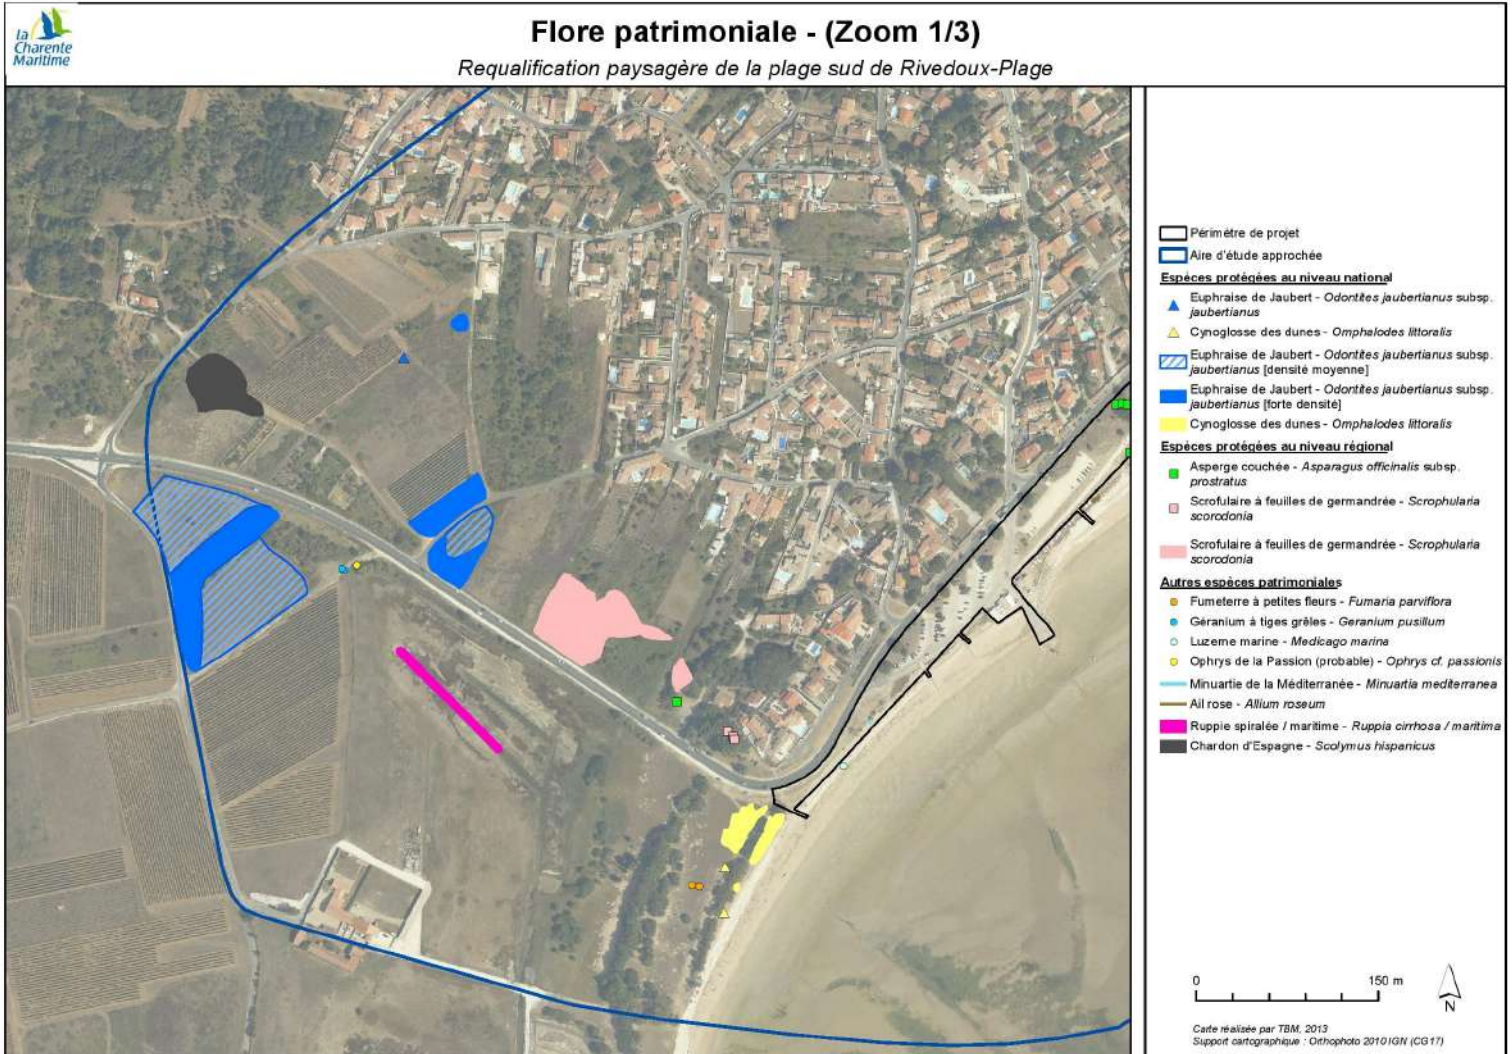 la
Charente
Maritime
Flore patrimoniale - (Zoom 1/3)
Requalification paysagère de la plage sud de Rivedoux-Plage
Périmètre de projet
Aire d'étude approchée
Espèces protégées au niveau national
Euphraise de Jaubert - Odontites jaubertianus subsp.
jaubertianus
Cynoglosse des dunes - Omphalodes littoralis
Euphraise de Jaubert - Odontites jaubertianus subsp.
jaubertianus [densité moyenne]
Euphraise de Jaubert - Odontites jaubertianus subsp.
jaubertianus [forte densité]
Cynoglosse des dunes - Omphalodes littoralis
Espèces protégées au niveau régional
Asperge couchée - Asparagus officinalis subsp.
prostratus
Scrofulaire à feuilles de germandrée - Scrophularia
scorodonia
Scrofulaire à feuilles de germandrée - Scrophularia
scorodonia
Autres espèces patrimoniales
Fumeterre à petites fleurs - Fumaria parviflora
Géranium à tiges grêles - Geranium pusillum
Luzerne marine - Medicago marina
Ophrys de la Passion (probable) - Ophrys cf. passionis
Minuartie de la Méditerranée - Minuartia mediterranea
Ail rose - Allium roseum
Ruppie spiralée / maritime - Ruppia cirrhosa / maritima
Chardon d'Espagne - Scolymus hispanicus
0 150 m
N
Carte réalisée par TBM, 2013
Support cartographique : Orthophoto 2010 IGN (CG17)